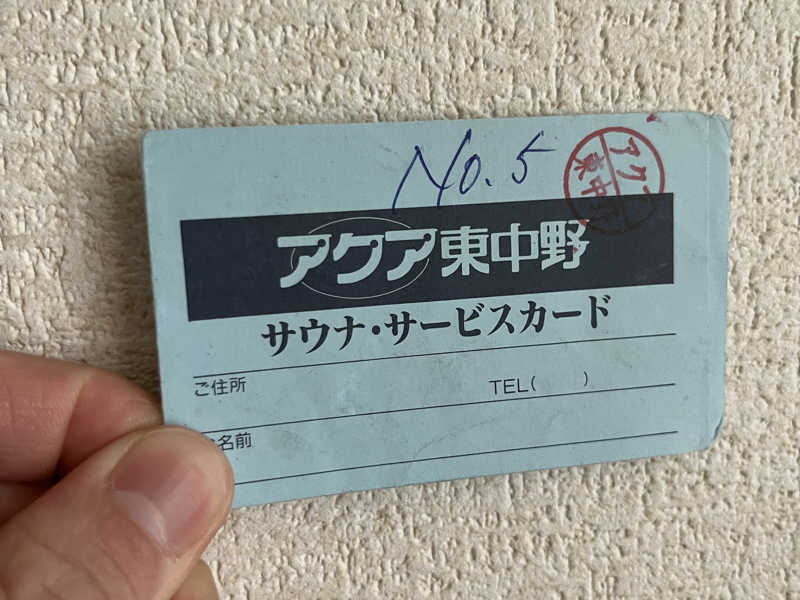 No. 5
アクア
東中野
アクア東中野
サウナ・サービスカード
ご住所 TEL( )
名前